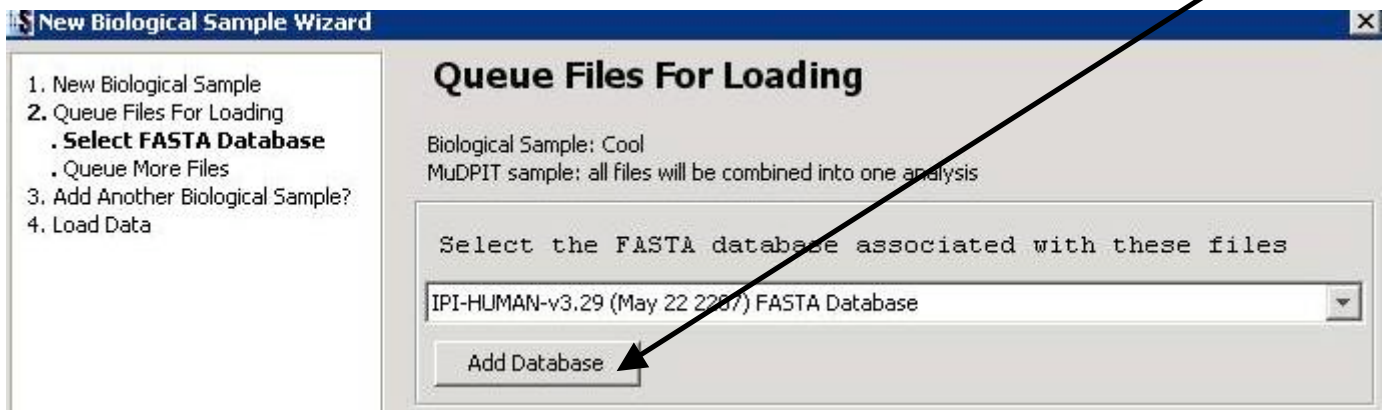 New Biological Sample Wizard
1. New Biological Sample
2. Queue Files For Loading
. Select FASTA Database
. Queue More Files
3. Add Another Biological Sample?
4. Load Data
Queue Files For Loading
Biological Sample: Cool
MuDPIT sample: all files will be combined into one analysis
Select the FASTA database associated with these files
IPI-HUMAN-v3.29 (May 22 2207) FASTA Database
Add Database